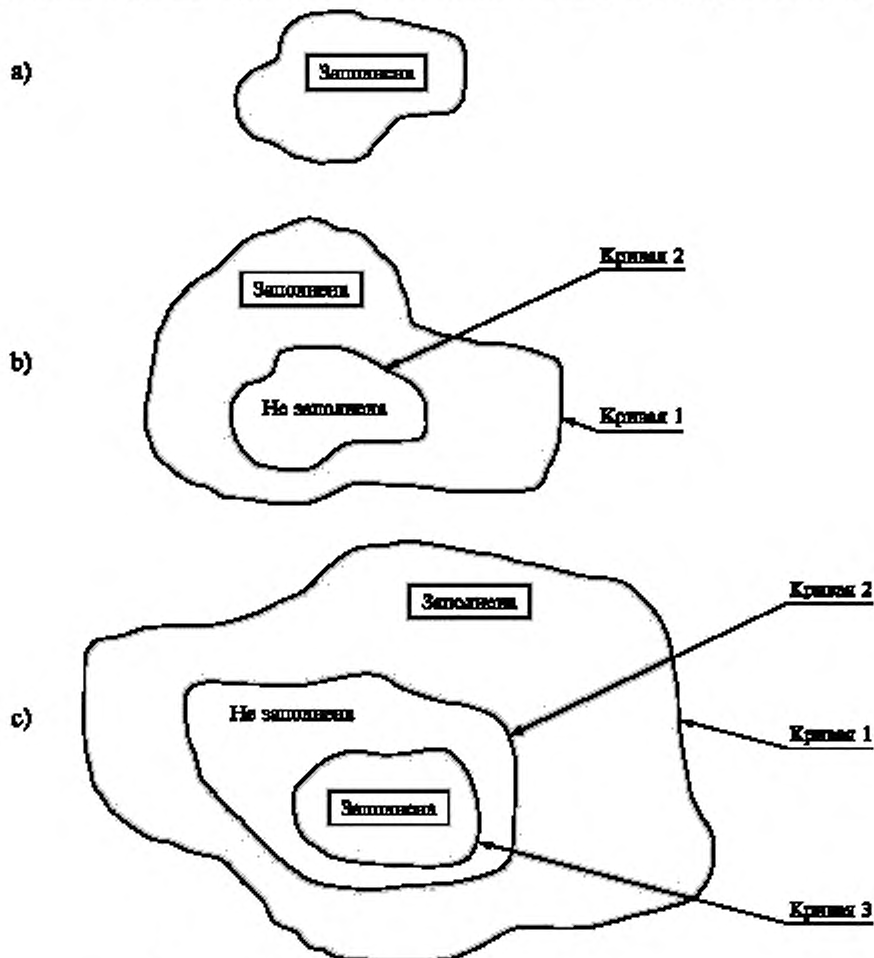 a)
Заполнена
Кривая 2
Заполнена
b)
Не заполнена
Кривая 1
Кривая 2
Заполнена
c)
Не заполнена
Кривая 1
Заполнена
Кривая 3